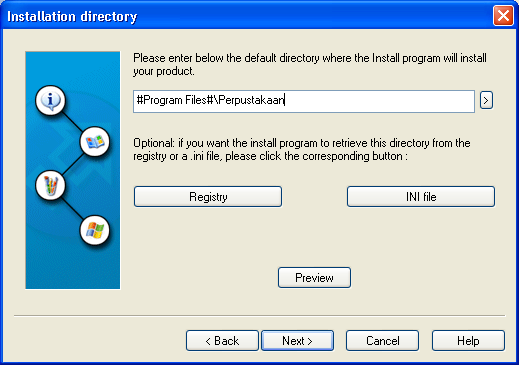 Installation directory
Please enter below the default directory where the Install program will install
your product.
#Program Files#\Perpustakaan
>
Optional: if you want the install program to retrieve this directory from the
registry or a .ini file, please click the corresponding button :
Registry
INI file
Preview
< Back
Next >
Cancel
Help